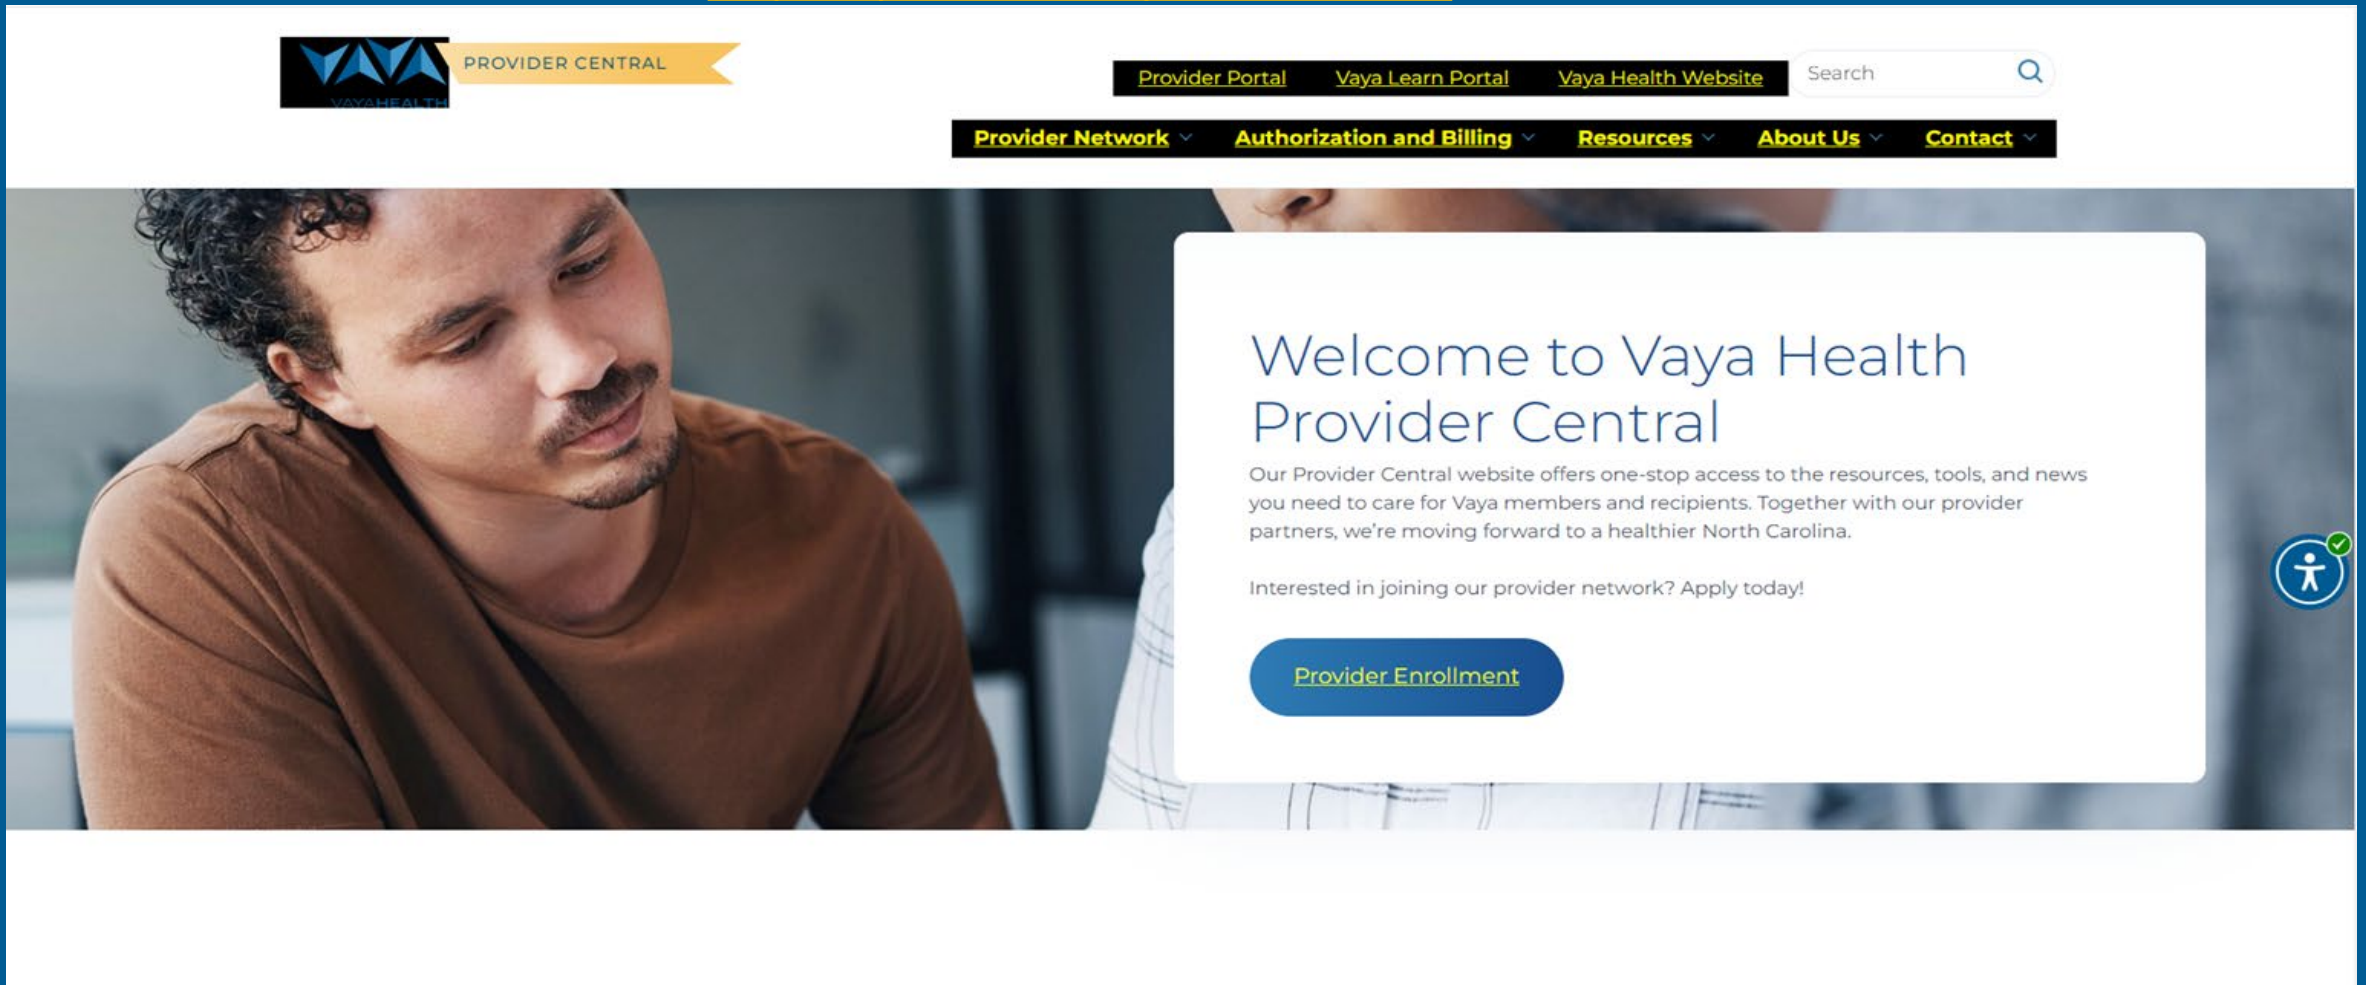 VAYAHEALTH
PROVIDER CENTRAL
Provider Portal Vaya Learn Portal Vaya Health Website Search
Provider Network Authorization and Billing Resources About Us Contact
Welcome to Vaya Health
Provider Central
Our Provider Central website offers one-stop access to the resources, tools, and news
you need to care for Vaya members and recipients. Together with our provider
partners, we're moving forward to a healthier North Carolina.
Interested in joining our provider network? Apply today!
Provider Enrollment